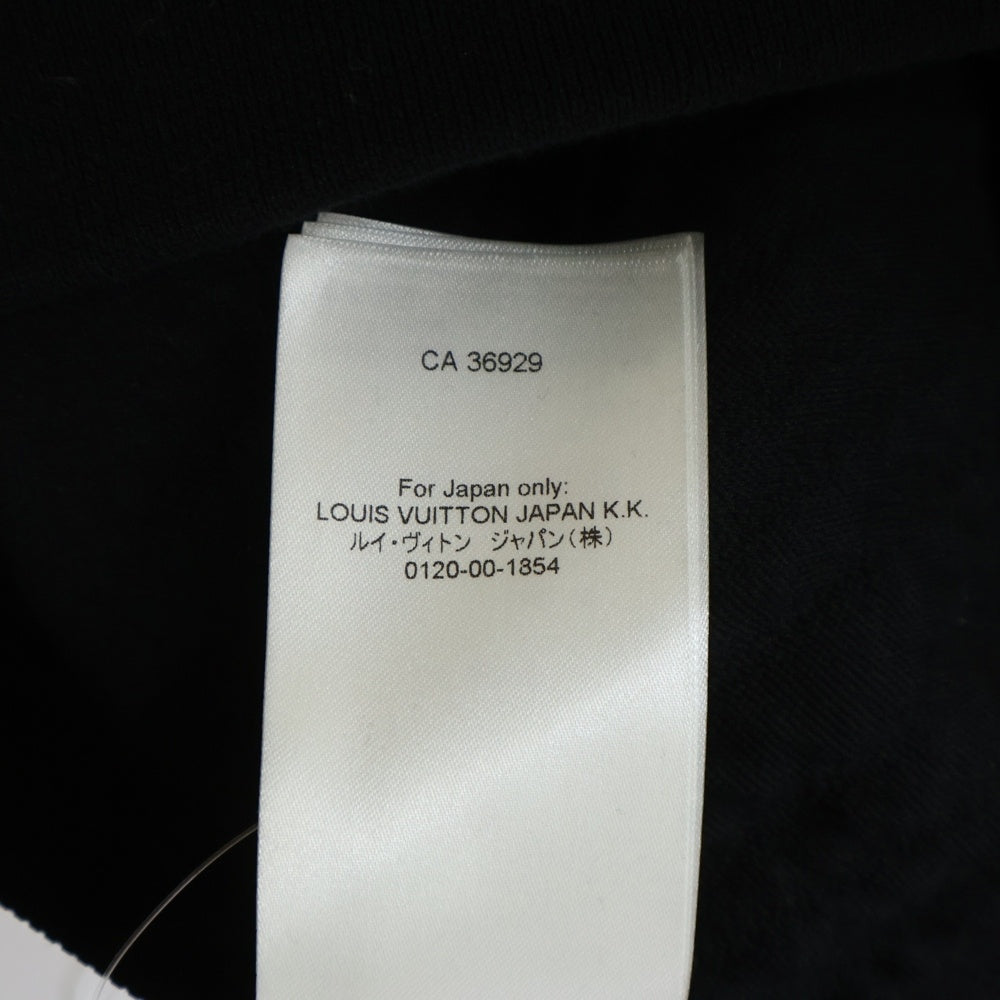 CA 36929
For Japan only:
LOUIS VUITTON JAPAN K.K.
ルイ・ヴィトン ジャパン(株)
0120-00-1854